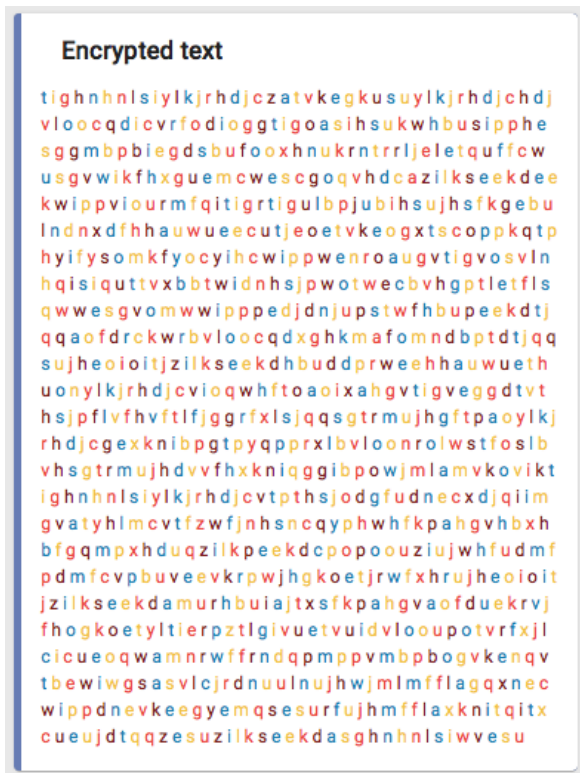 Encrypted text
tighnhnlsiylkjrhdjczatvkegkusuylkjrhdjchdj
vloocqdicvrfodioggtigoasihsukwhbusipphe
sggmbpbiegdsbufooxhnukrntrrljeletquffcw
usgvwikfhxguemcwescgoqvhdcazilkseekdee
kwippviourmfqitigrtigulbpjubihsujhsfkgebu
lndnxdfhhauwueecutjeoetvkeogxtscoppkqtp
hyifysomkfyocyihcwippwenroaugvtigvosvln
hqisiquttvxbbtwidnhsjpwotwecbvhgptletfls
qwwesgvomwwipppedjdnjupstwfhbupeekdtj
qqaofdrckwrbvloocqdxghkmafomndbptdtjqq
sujheoioitjzilkseekdhbuddprweehhauwueth
uonylkjrhdjcvioqwhftoaoixahgvtigveggdtvt
hsjpflvfhvftlfjggrfxlsjqqsgtrmujhgftpaoylkj
rhdjcgexknibpgtpyqpprxlbvloonrolwstfoslb
vhsgtrmujhdvvfhxkniqggibpowjmlamvkovikt
ighnhnlsiylkjrhdjcvtpthsjodgfudnecxdjqiim
gvatyhlmcvtfzwfjnhsncqyphwhfkpahgvhbxh
bfgqmpxhduqzilkpeekdcpopoouziujwhfudmf
pdmfcvpbuveevkrpwjhgkoetjrwfxhrujheoioit
jzilkseekdamurhbuiajtxsfkpahgvaofduekrvj
fhogkoetyltierpztlgivuetvuidvlooupotvrfxjl
cicueoqwamnrwffrndqpmppvmbpbogvkenqv
tbewiwgsasvlcjrdnuulnujhwjmlmfflagqxnec
wippdnevkeegyemqsesurfujhmfflaxknitqitx
cueujdtqqzesuzilkseekdasghnhnlsiwvesu